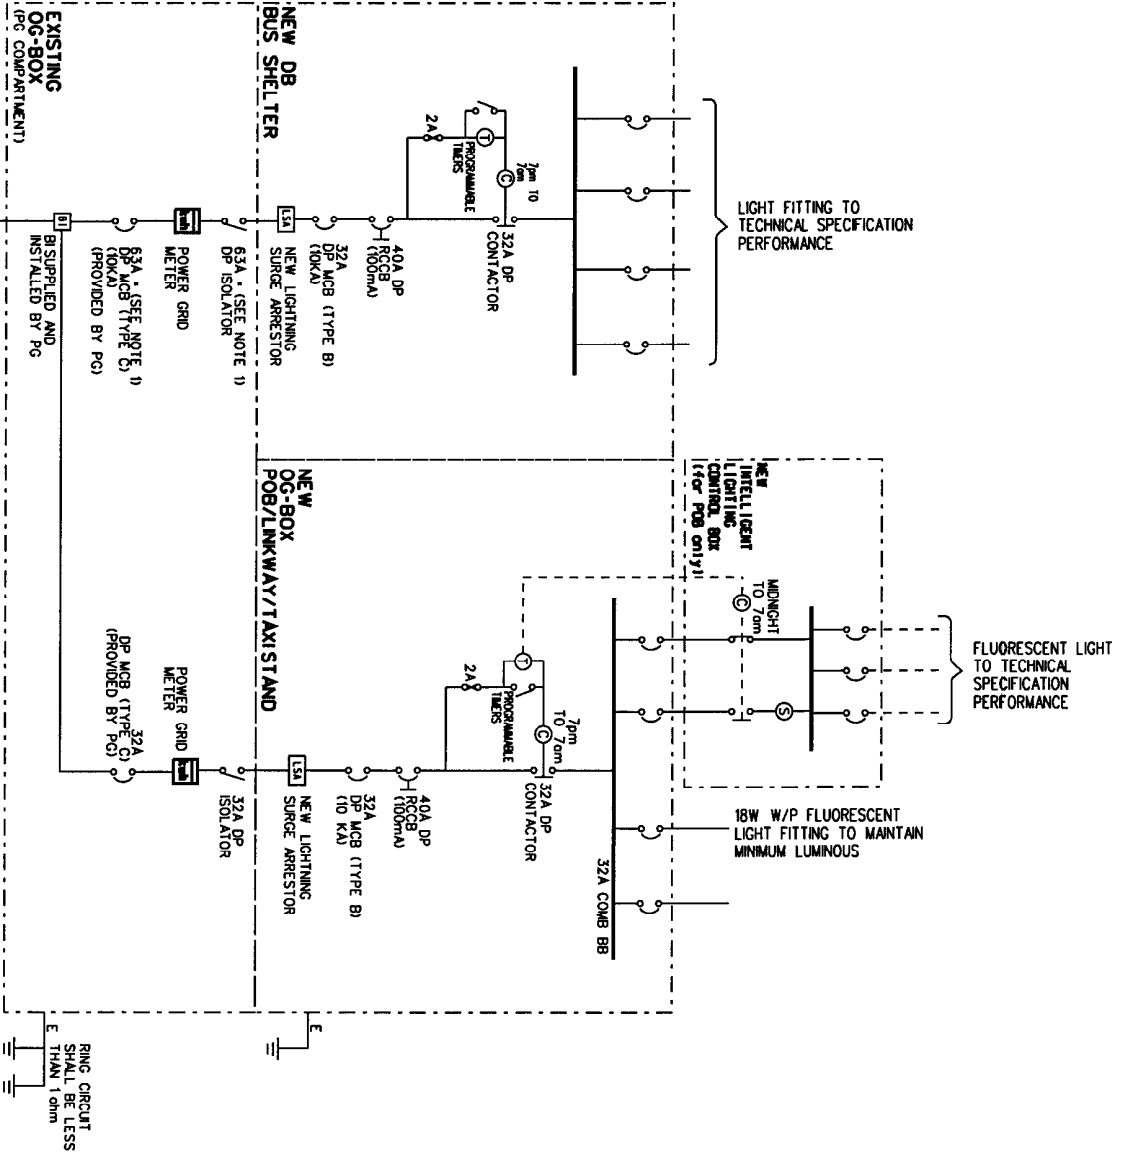 EXISTING
OG-BOX
(PG COMPARTMENT)
NEW DB
BUS SHELTER
2A
PROGRAMMABLE
TIMERS
T
C
7pm TO
7am
32A DP
CONTACTOR
40A DP
RCCB
(100mA)
32A
DP MCB (TYPE B)
(10KA)
LSA
NEW LIGHTNING
SURGE ARRESTOR
63A * (SEE NOTE 1)
DP ISOLATOR
POWER GRID
METER
63A * (SEE NOTE 1)
DP MCB (TYPE C)
(10KA)
(PROVIDED BY PG)
BI
BI SUPPLIED AND
INSTALLED BY PG
LIGHT FITTING TO
TECHNICAL SPECIFICATION
PERFORMANCE
NEW
OG-BOX
POB/LINKWAY/TAXI STAND
NEW
INTELLIGENT
LIGHTING
CONTROL BOX
(for POB only)
MIDNIGHT
TO 7am
C
S
FLUORESCENT LIGHT
TO TECHNICAL
SPECIFICATION
PERFORMANCE
2A
PROGRAMMABLE
TIMERS
T
C
7pm
TO 7am
32A DP
CONTACTOR
40A DP
RCCB
(100mA)
32A
DP MCB (TYPE B)
(10 KA)
LSA
NEW LIGHTNING
SURGE ARRESTOR
32A DP
ISOLATOR
POWER GRID
METER
32A
DP MCB (TYPE C)
(PROVIDED BY PG)
18W W/P FLUORESCENT
LIGHT FITTING TO MAINTAIN
MINIMUM LUMINOUS
32A COMB BB
E
E
RING CIRCUIT
SHALL BE LESS
THAN 1 ohm